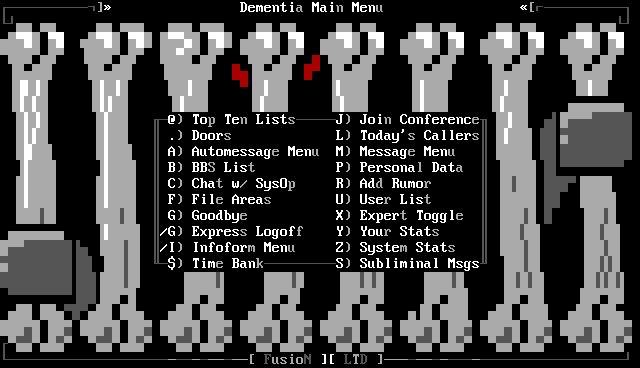 ]» Dementia Main Menu «[
@) Top Ten Lists J) Join Conference
.) Doors L) Today's Callers
A) Automessage Menu M) Message Menu
B) BBS List P) Personal Data
C) Chat w/ SysOp R) Add Rumor
F) File Areas U) User List
G) Goodbye X) Expert Toggle
/G) Express Logoff Y) Your Stats
/I) Infoform Menu Z) System Stats
$) Time Bank S) Subliminal Msgs
[ FusioN ][ LTD ]